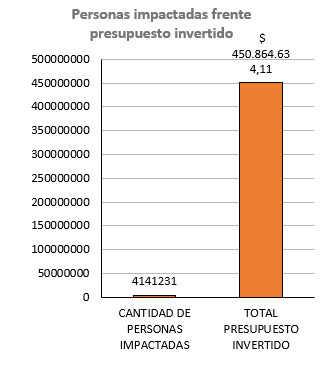 Personas impactadas frente
presupuesto invertido
$
450.864.63
4,11
500000000
450000000
400000000
350000000
300000000
250000000
200000000
150000000
100000000
50000000
0
4141231
CANTIDAD DE
PERSONAS
IMPACTADAS
TOTAL
PRESUPUESTO
INVERTIDO